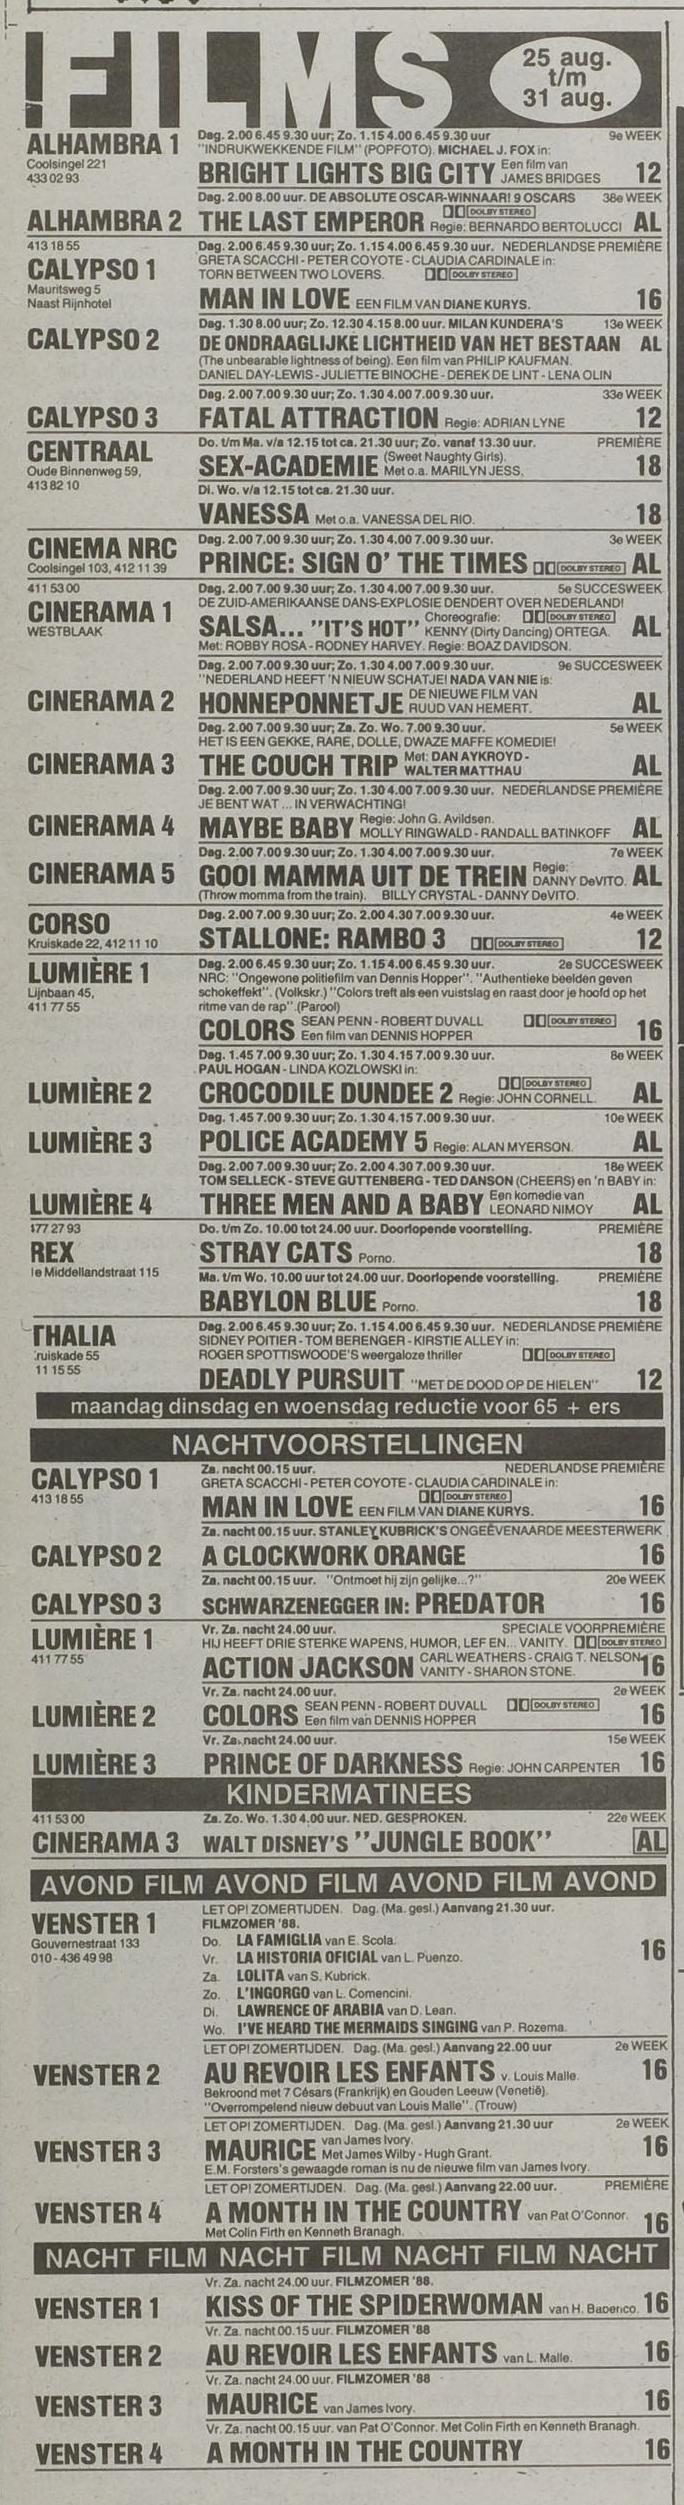 FILMS
25 aug.
t/m
31 aug.
ALHAMBRA 1
Coolsingel 221
433 02 93
Dag. 2.00 6.45 9.30 uur; Zo. 1.15 4.00 6.45 9.30 uur 9e WEEK
"INDRUKWEKKENDE FILM" (POPFOTO). MICHAEL J. FOX in:
BRIGHT LIGHTS BIG CITY Een film van JAMES BRIDGES 12
ALHAMBRA 2
Dag. 2.00 8.00 uur. DE ABSOLUTE OSCAR-WINNAAR! 9 OSCARS 38e WEEK
THE LAST EMPEROR DOLBY STEREO Regie: BERNARDO BERTOLUCCI AL
413 18 55
CALYPSO 1
Mauritsweg 5
Naast Rijnhotel
Dag. 2.00 6.45 9.30 uur; Zo. 1.15 4.00 6.45 9.30 uur. NEDERLANDSE PREMIÈRE
GRETA SCACCHI - PETER COYOTE - CLAUDIA CARDINALE in:
TORN BETWEEN TWO LOVERS. DOLBY STEREO
MAN IN LOVE EEN FILM VAN DIANE KURYS. 16
CALYPSO 2
Dag. 1.30 8.00 uur; Zo. 12.30 4.15 8.00 uur. MILAN KUNDERA'S 13e WEEK
DE ONDRAAGLIJKE LICHTHEID VAN HET BESTAAN AL
(The unbearable lightness of being). Een film van PHILIP KAUFMAN.
DANIEL DAY-LEWIS - JULIETTE BINOCHE - DEREK DE LINT - LENA OLIN
CALYPSO 3
Dag. 2.00 7.00 9.30 uur; Zo. 1.30 4.00 7.00 9.30 uur. 33e WEEK
FATAL ATTRACTION Regie: ADRIAN LYNE 12
CENTRAAL
Oude Binnenweg 59,
413 82 10
Do. t/m Ma. v/a 12.15 tot ca. 21.30 uur; Zo. vanaf 13.30 uur. PREMIÈRE
SEX-ACADEMIE (Sweet Naughty Girls). Met o.a. MARILYN JESS. 18
Di. Wo. v/a 12.15 tot ca. 21.30 uur.
VANESSA Met o.a. VANESSA DEL RIO. 18
CINEMA NRC
Coolsingel 103, 412 11 39
Dag. 2.00 7.00 9.30 uur; Zo. 1.30 4.00 7.00 9.30 uur. 3e WEEK
PRINCE: SIGN O' THE TIMES DOLBY STEREO AL
411 53 00
CINERAMA 1
WESTBLAAK
Dag. 2.00 7.00 9.30 uur; Zo. 1.30 4.00 7.00 9.30 uur. 5e SUCCESWEEK
DE ZUID-AMERIKAANSE DANS-EXPLOSIE DENDERT OVER NEDERLAND!
SALSA... "IT'S HOT" Choreografie: DOLBY STEREO KENNY (Dirty Dancing) ORTEGA. AL
Met: ROBBY ROSA - RODNEY HARVEY. Regie: BOAZ DAVIDSON.
CINERAMA 2
Dag. 2.00 7.00 9.30 uur; Zo. 1.30 4.00 7.00 9.30 uur. 9e SUCCESWEEK
"NEDERLAND HEEFT 'N NIEUW SCHATJE! NADA VAN NIE is:
HONNEPONNETJE DE NIEUWE FILM VAN RUUD VAN HEMERT. AL
CINERAMA 3
Dag. 2.00 7.00 9.30 uur; Za. Zo. Wo. 7.00 9.30 uur. 5e WEEK
HET IS EEN GEKKE, RARE, DOLLE, DWAZE MAFFE KOMEDIE!
THE COUCH TRIP Met: DAN AYKROYD - WALTER MATTHAU AL
CINERAMA 4
Dag. 2.00 7.00 9.30 uur; Zo. 1.30 4.00 7.00 9.30 uur. NEDERLANDSE PREMIÈRE
JE BENT WAT ... IN VERWACHTING!
MAYBE BABY Regie: John G. Avildsen. MOLLY RINGWALD - RANDALL BATINKOFF AL
CINERAMA 5
Dag. 2.00 7.00 9.30 uur; Zo. 1.30 4.00 7.00 9.30 uur. 7e WEEK
GOOI MAMMA UIT DE TREIN Regie: DANNY DeVITO. AL
(Throw momma from the train). BILLY CRYSTAL - DANNY DeVITO.
CORSO
Kruiskade 22, 412 11 10
Dag. 2.00 7.00 9.30 uur; Zo. 2.00 4.30 7.00 9.30 uur. 4e WEEK
STALLONE: RAMBO 3 DOLBY STEREO 12
LUMIÈRE 1
Lijnbaan 45,
411 77 55
Dag. 2.00 6.45 9.30 uur; Zo. 1.15 4.00 6.45 9.30 uur. 2e SUCCESWEEK
NRC: "Ongewone politiefilm van Dennis Hopper". "Authentieke beelden geven
schokeffekt". (Volkskr.) "Colors treft als een vuistslag en raast door je hoofd op het
ritme van de rap". (Parool)
COLORS SEAN PENN - ROBERT DUVALL Een film van DENNIS HOPPER DOLBY STEREO 16
LUMIÈRE 2
Dag. 1.45 7.00 9.30 uur; Zo. 1.30 4.15 7.00 9.30 uur. 8e WEEK
PAUL HOGAN - LINDA KOZLOWSKI in:
CROCODILE DUNDEE 2 DOLBY STEREO Regie: JOHN CORNELL. AL
LUMIÈRE 3
Dag. 1.45 7.00 9.30 uur; Zo. 1.30 4.15 7.00 9.30 uur. 10e WEEK
POLICE ACADEMY 5 Regie: ALAN MYERSON. AL
LUMIÈRE 4
Dag. 2.00 7.00 9.30 uur; Zo. 2.00 4.30 7.00 9.30 uur. 18e WEEK
TOM SELLECK - STEVE GUTTENBERG - TED DANSON (CHEERS) en 'n BABY in:
THREE MEN AND A BABY Een komedie van LEONARD NIMOY AL
177 27 93
REX
1e Middellandstraat 115
Do. t/m Zo. 10.00 tot 24.00 uur. Doorlopende voorstelling. PREMIÈRE
STRAY CATS Porno. 18
Ma. t/m Wo. 10.00 uur tot 24.00 uur. Doorlopende voorstelling. PREMIÈRE
BABYLON BLUE Porno. 18
THALIA
ruiskade 55
11 15 55
Dag. 2.00 6.45 9.30 uur; Zo. 1.15 4.00 6.45 9.30 uur. NEDERLANDSE PREMIÈRE
SIDNEY POITIER - TOM BERENGER - KIRSTIE ALLEY in:
ROGER SPOTTISWOODE'S weergaloze thriller DOLBY STEREO
DEADLY PURSUIT "MET DE DOOD OP DE HIELEN" 12
maandag dinsdag en woensdag reductie voor 65 + ers
NACHTVOORSTELLINGEN
CALYPSO 1
413 18 55
Za. nacht 00.15 uur. NEDERLANDSE PREMIÈRE
GRETA SCACCHI - PETER COYOTE - CLAUDIA CARDINALE in:
DOLBY STEREO
MAN IN LOVE EEN FILM VAN DIANE KURYS. 16
CALYPSO 2
Za. nacht 00.15 uur. STANLEY KUBRICK'S ONGEËVENAARDE MEESTERWERK
A CLOCKWORK ORANGE 16
CALYPSO 3
Za. nacht 00.15 uur. "Ontmoet hij zijn gelijke...?" 20e WEEK
SCHWARZENEGGER IN: PREDATOR 16
LUMIÈRE 1
411 77 55
Vr. Za. nacht 24.00 uur. SPECIALE VOORPREMIÈRE
HIJ HEEFT DRIE STERKE WAPENS, HUMOR, LEF EN... VANITY. DOLBY STEREO
ACTION JACKSON CARL WEATHERS - CRAIG T. NELSON VANITY - SHARON STONE. 16
LUMIÈRE 2
Vr. Za. nacht 24.00 uur. 2e WEEK
COLORS SEAN PENN - ROBERT DUVALL Een film van DENNIS HOPPER DOLBY STEREO 16
LUMIÈRE 3
Vr. Za. nacht 24.00 uur. 15e WEEK
PRINCE OF DARKNESS Regie: JOHN CARPENTER 16
KINDERMATINEES
411 53 00
CINERAMA 3
Za. Zo. Wo. 1.30 4.00 uur. NED. GESPROKEN. 22e WEEK
WALT DISNEY'S "JUNGLE BOOK" AL
AVOND FILM AVOND FILM AVOND FILM AVOND
VENSTER 1
Gouvernestraat 133
010 - 436 49 98
LET OP! ZOMERTIJDEN. Dag. (Ma. gesl.) Aanvang 21.30 uur.
FILMZOMER '88.
Do. LA FAMIGLIA van E. Scola.
Vr. LA HISTORIA OFICIAL van L. Puenzo. 16
Za. LOLITA van S. Kubrick.
Zo. L'INGORGO van L. Comencini.
Di. LAWRENCE OF ARABIA van D. Lean.
Wo. I'VE HEARD THE MERMAIDS SINGING van P. Rozema.
VENSTER 2
LET OP! ZOMERTIJDEN. Dag. (Ma. gesl.) Aanvang 22.00 uur 2e WEEK
AU REVOIR LES ENFANTS v. Louis Malle. 16
Bekroond met 7 Césars (Frankrijk) en Gouden Leeuw (Venetië).
"Overrompelend nieuwe debuut van Louis Malle". (Trouw)
VENSTER 3
LET OP! ZOMERTIJDEN. Dag. (Ma. gesl.) Aanvang 21.30 uur 2e WEEK
MAURICE van James Ivory. Met James Wilby - Hugh Grant. 16
E.M. Forsters's gewaagde roman is nu de nieuwe film van James Ivory.
VENSTER 4
LET OP! ZOMERTIJDEN. Dag. (Ma. gesl.) Aanvang 22.00 uur. PREMIÈRE
A MONTH IN THE COUNTRY van Pat O'Connor. 16
Met Colin Firth en Kenneth Branagh.
NACHT FILM NACHT FILM NACHT FILM NACHT
VENSTER 1
Vr. Za. nacht 24.00 uur. FILMZOMER '88.
KISS OF THE SPIDERWOMAN van H. Babenco. 16
VENSTER 2
Vr. Za. nacht 00.15 uur. FILMZOMER '88
AU REVOIR LES ENFANTS van L. Malle. 16
VENSTER 3
Vr. Za. nacht 24.00 uur. FILMZOMER '88
MAURICE van James Ivory. 16
VENSTER 4
Vr. Za. nacht 00.15 uur. van Pat O'Connor. Met Colin Firth en Kenneth Branagh.
A MONTH IN THE COUNTRY 16